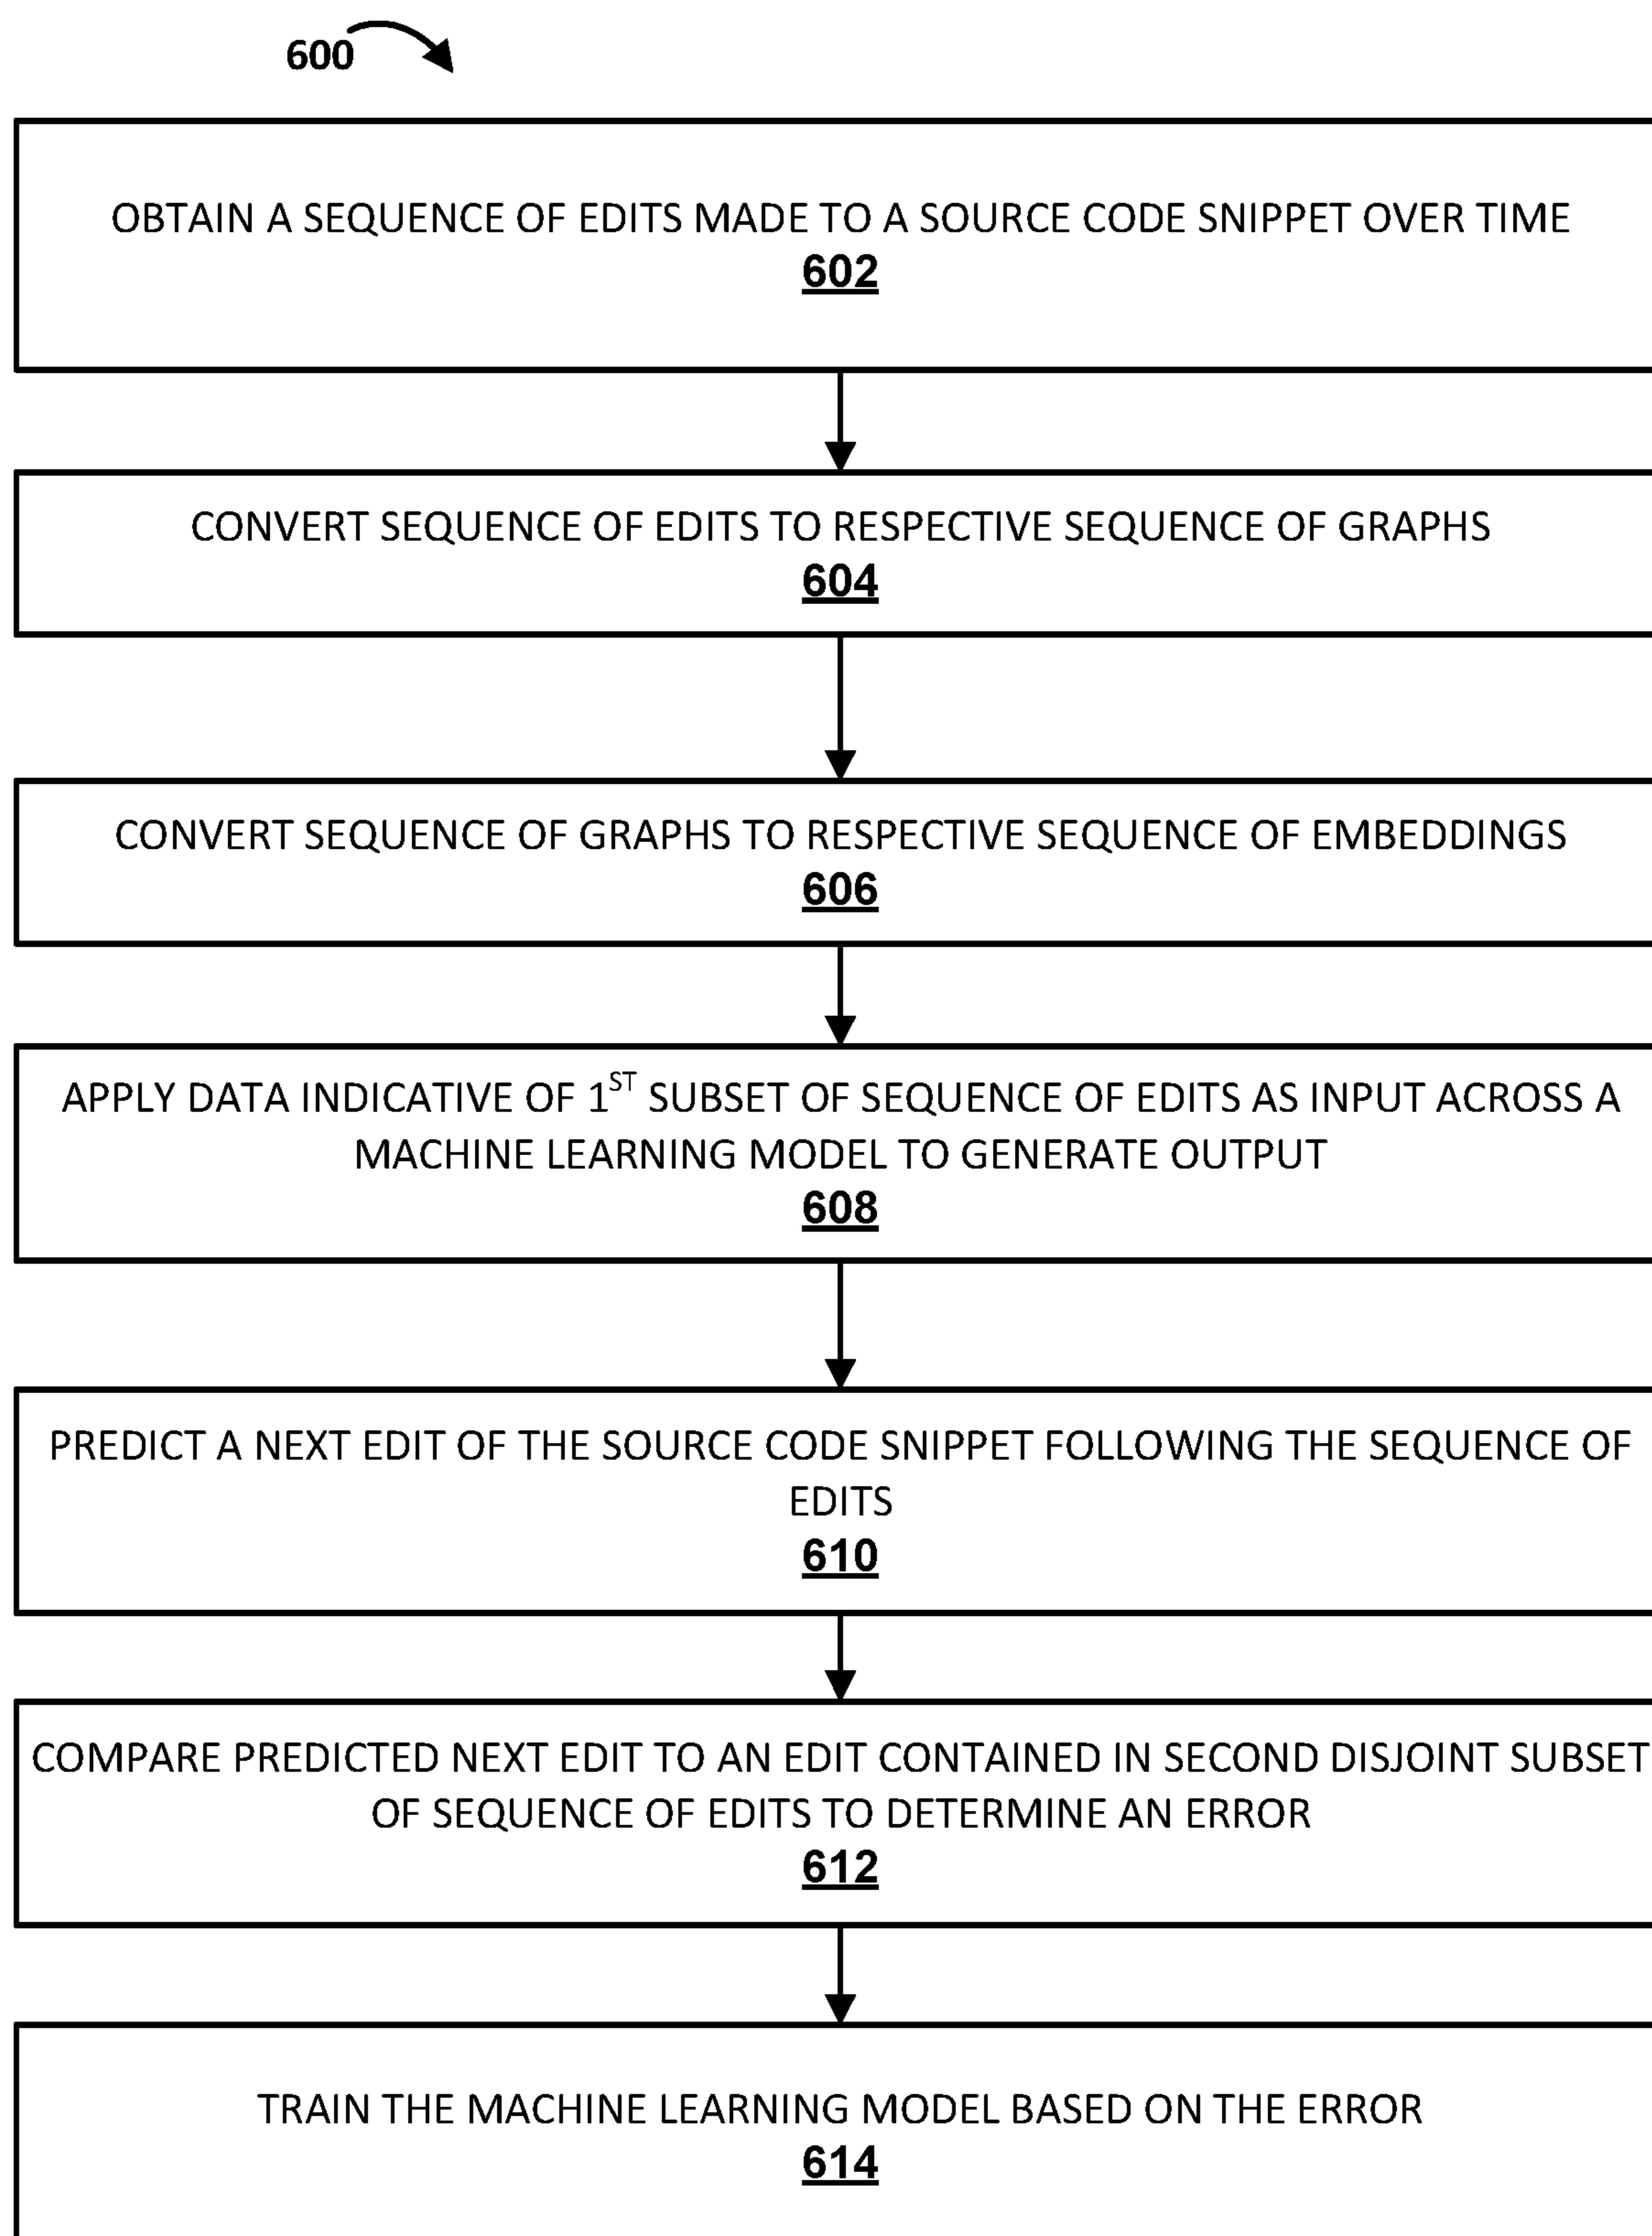 600
OBTAIN A SEQUENCE OF EDITS MADE TO A SOURCE CODE SNIPPET OVER TIME
602
CONVERT SEQUENCE OF EDITS TO RESPECTIVE SEQUENCE OF GRAPHS
604
CONVERT SEQUENCE OF GRAPHS TO RESPECTIVE SEQUENCE OF EMBEDDINGS
606
APPLY DATA INDICATIVE OF 1ST SUBSET OF SEQUENCE OF EDITS AS INPUT ACROSS A
MACHINE LEARNING MODEL TO GENERATE OUTPUT
608
PREDICT A NEXT EDIT OF THE SOURCE CODE SNIPPET FOLLOWING THE SEQUENCE OF
EDITS
610
COMPARE PREDICTED NEXT EDIT TO AN EDIT CONTAINED IN SECOND DISJOINT SUBSET
OF SEQUENCE OF EDITS TO DETERMINE AN ERROR
612
TRAIN THE MACHINE LEARNING MODEL BASED ON THE ERROR
614